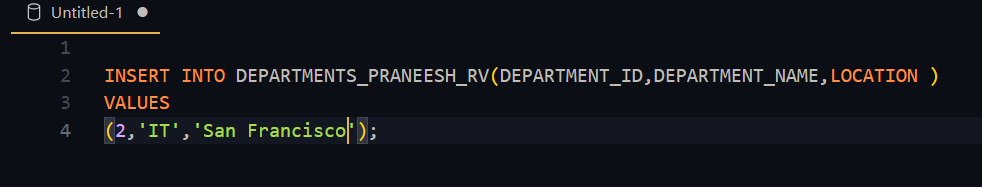 Untitled-1
1
2 INSERT INTO DEPARTMENTS_PRANEESH_RV(DEPARTMENT_ID,DEPARTMENT_NAME,LOCATION )
3 VALUES
4 (2,'IT','San Francisco');